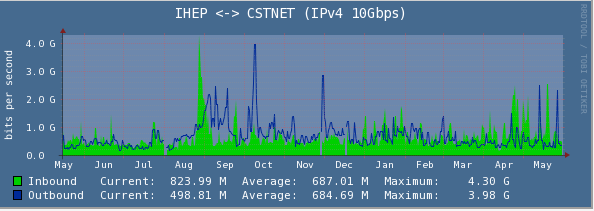 IHEP <-> CSTNET (IPv4 10Gbps)
RRDTOOL / TOBI OETIKER
bits per second
4.0 G
3.0 G
2.0 G
1.0 G
0.0
May Jun Jul Aug Sep Oct Nov Dec Jan Feb Mar Apr May
Inbound Current: 823.99 M Average: 687.01 M Maximum: 4.30 G
Outbound Current: 498.81 M Average: 684.69 M Maximum: 3.98 G